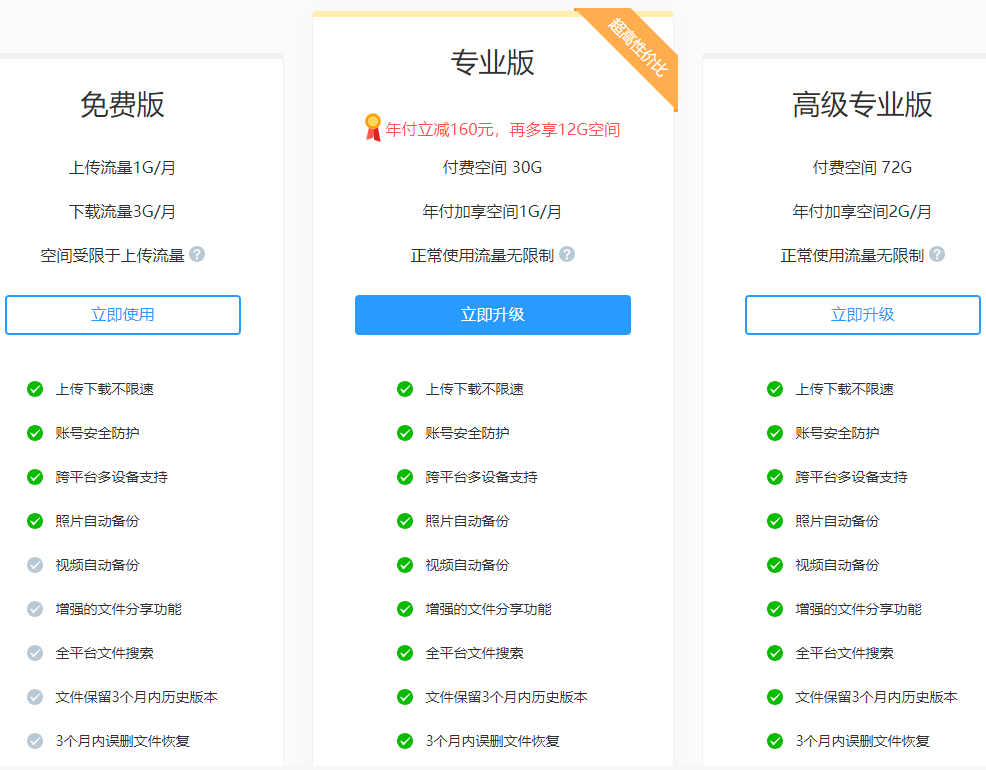 免费版
上传流量1G/月
下载流量3G/月
空间受限于上传流量 ?
立即使用
上传下载不限速
账号安全防护
跨平台多设备支持
照片自动备份
视频自动备份
增强的文件分享功能
全平台文件搜索
文件保留3个月内历史版本
3个月内误删文件恢复
超高性价比
专业版
年付立减160元，再多享12G空间
付费空间 30G
年付加享空间1G/月
正常使用流量无限制 ?
立即升级
上传下载不限速
账号安全防护
跨平台多设备支持
照片自动备份
视频自动备份
增强的文件分享功能
全平台文件搜索
文件保留3个月内历史版本
3个月内误删文件恢复
高级专业版
付费空间 72G
年付加享空间2G/月
正常使用流量无限制 ?
立即升级
上传下载不限速
账号安全防护
跨平台多设备支持
照片自动备份
视频自动备份
增强的文件分享功能
全平台文件搜索
文件保留3个月内历史版本
3个月内误删文件恢复